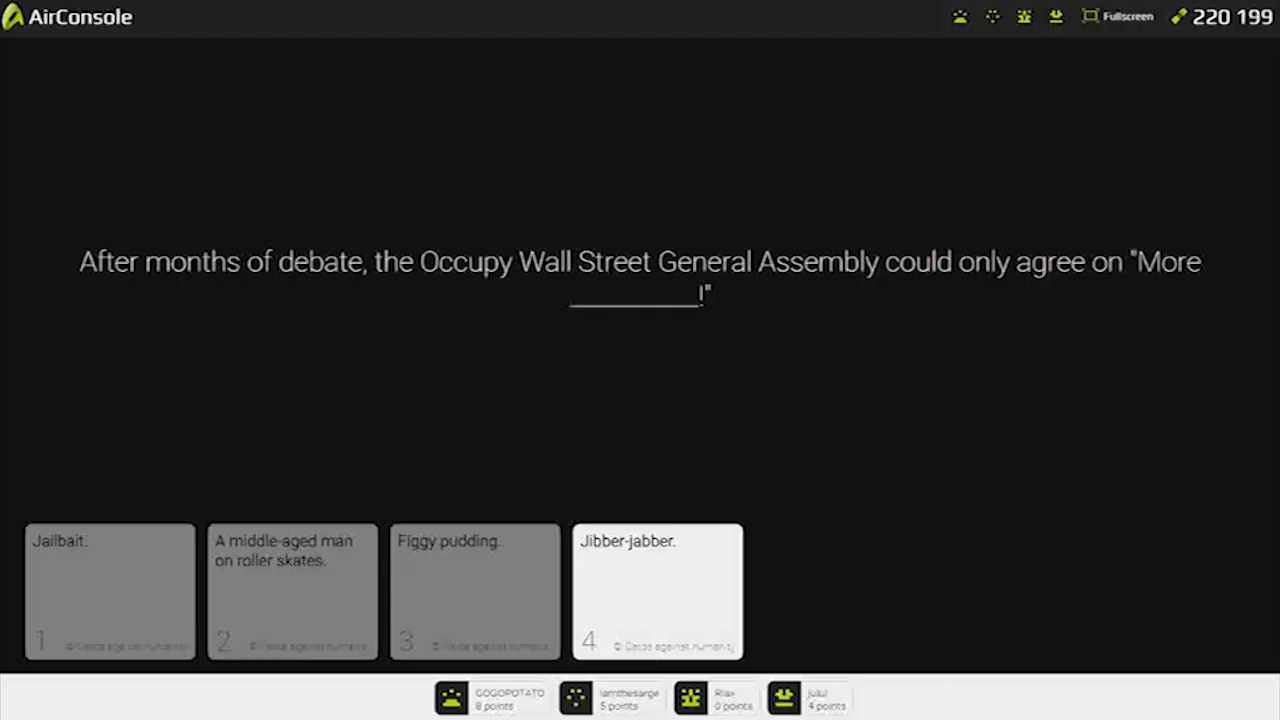 AirConsole
Fullscreen
220 199
After months of debate, the Occupy Wall Street General Assembly could only agree on "More
__________!"
Jailbait.
A middle-aged man
on roller skates.
Figgy pudding.
Jibber-jabber.
1
2
3
4
GOGOPOTATO
8 points
Iamthesarge
5 points
0 points
4 points